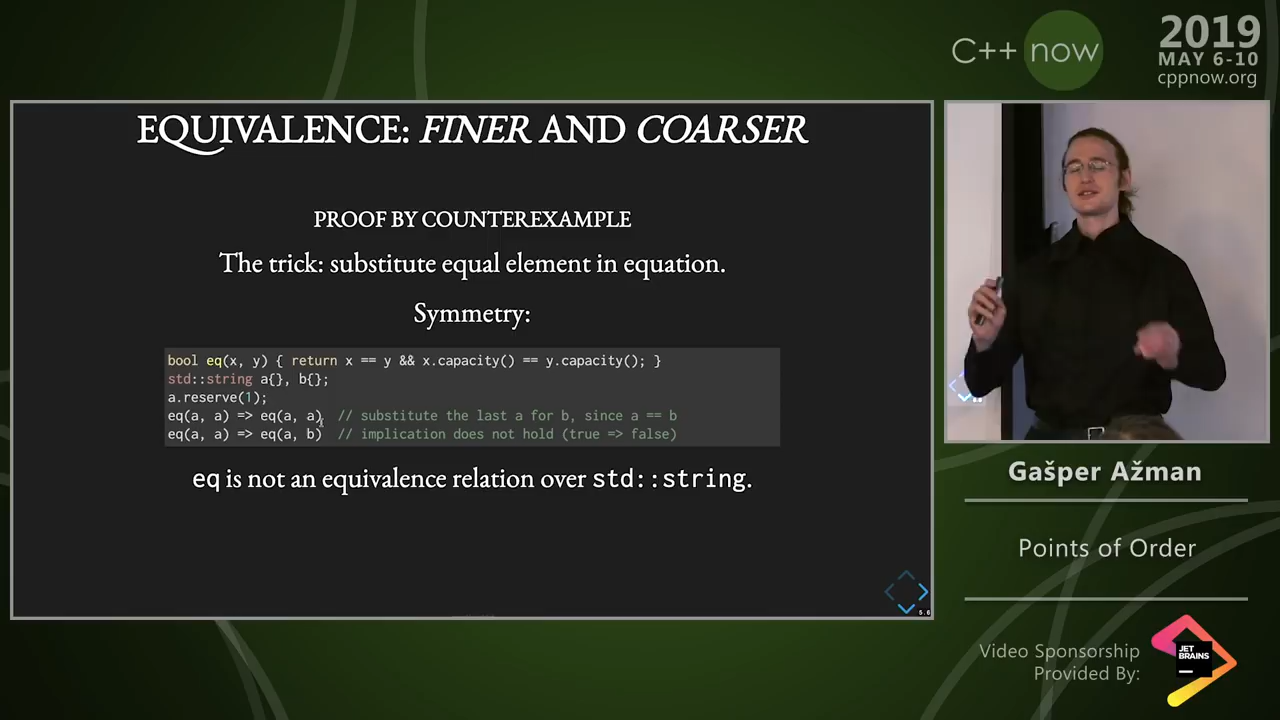 C++ now
2019
MAY 6-10
cppnow.org
EQUIVALENCE: FINER AND COARSER
PROOF BY COUNTEREXAMPLE
The trick: substitute equal element in equation.
Symmetry:
bool eq(x, y) { return x == y && x.capacity() == y.capacity(); }
std::string a{}, b{};
a.reserve(1);
eq(a, a) => eq(a, a) // substitute the last a for b, since a == b
eq(a, a) => eq(a, b) // implication does not hold (true => false)
eq is not an equivalence relation over std::string.
5.6
Gašper Ažman
Points of Order
Video Sponsorship
Provided By:
JET
BRAINS